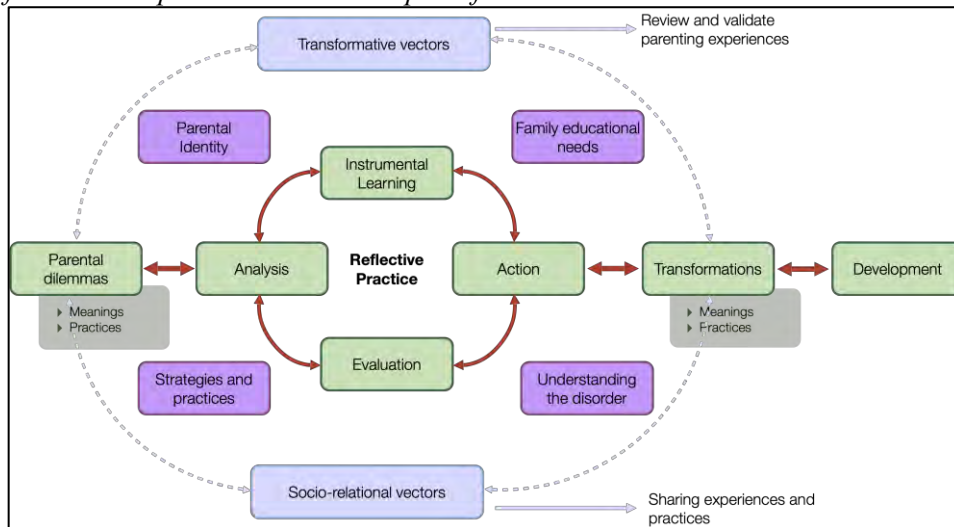 Transformative vectors
Review and validate
parenting experiences
Parental
Identity
Family educational
needs
Instrumental
Learning
Parental
dilemmas
Analysis
Reflective
Practice
Action
Transformations
Development
Meanings
Practices
Meanings
Fractices
Evaluation
Strategies and
practices
Understanding
the disorder
Socio-relational vectors
Sharing experiences and
practices